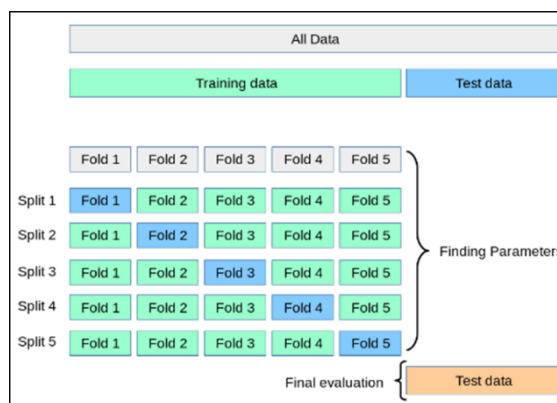 All Data
Training data Test data
Fold 1 Fold 2 Fold 3 Fold 4 Fold 5
Split 1 Fold 1 Fold 2 Fold 3 Fold 4 Fold 5
Split 2 Fold 1 Fold 2 Fold 3 Fold 4 Fold 5
Finding Parameters
Split 3 Fold 1 Fold 2 Fold 3 Fold 4 Fold 5
Split 4 Fold 1 Fold 2 Fold 3 Fold 4 Fold 5
Split 5 Fold 1 Fold 2 Fold 3 Fold 4 Fold 5
Final evaluation Test data